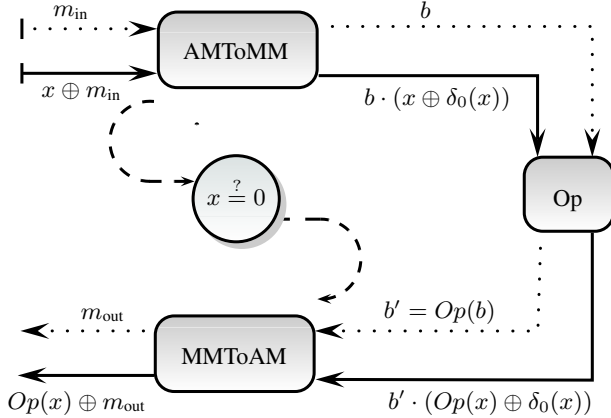 m_in
b
AMToMM
x ⊕ m_in
b · (x ⊕ δ_0(x))
x ≟ 0
Op
m_out
b′ = Op(b)
MMToAM
Op(x) ⊕ m_out
b′ · (Op(x) ⊕ δ_0(x))